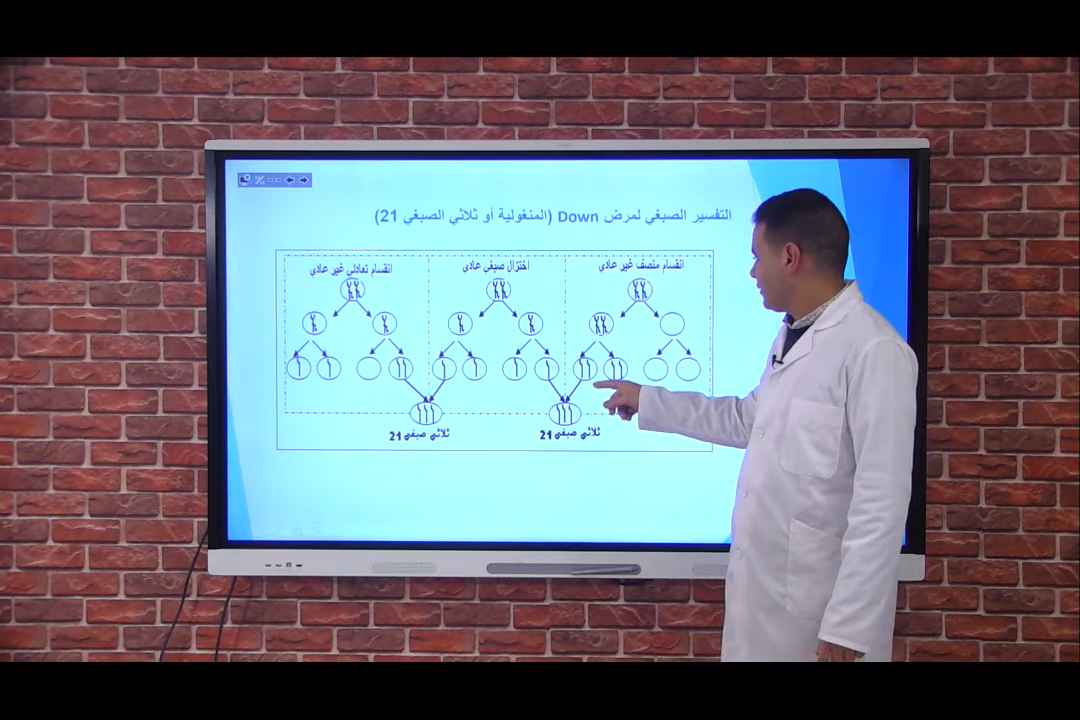 التفسير الصبغي لمرض Down (المنغولية أو ثلاثي الصبغي 21)
انقسام منصف غير عادي
اختزال صبغي عادي
انقسام تعادلي غير عادي
ثلاثي صبغي 21
ثلاثي صبغي 21